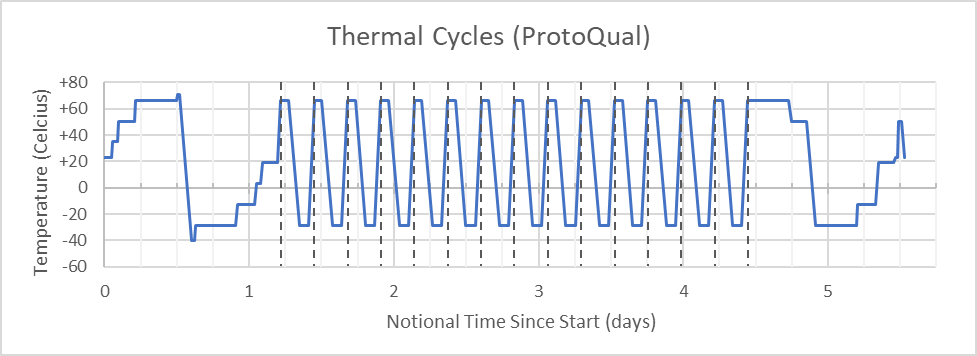 Thermal Cycles (ProtoQual)
Temperature (Celcius)
+80
+60
+40
+20
0
-20
-40
-60
0 1 2 3 4 5
Notional Time Since Start (days)